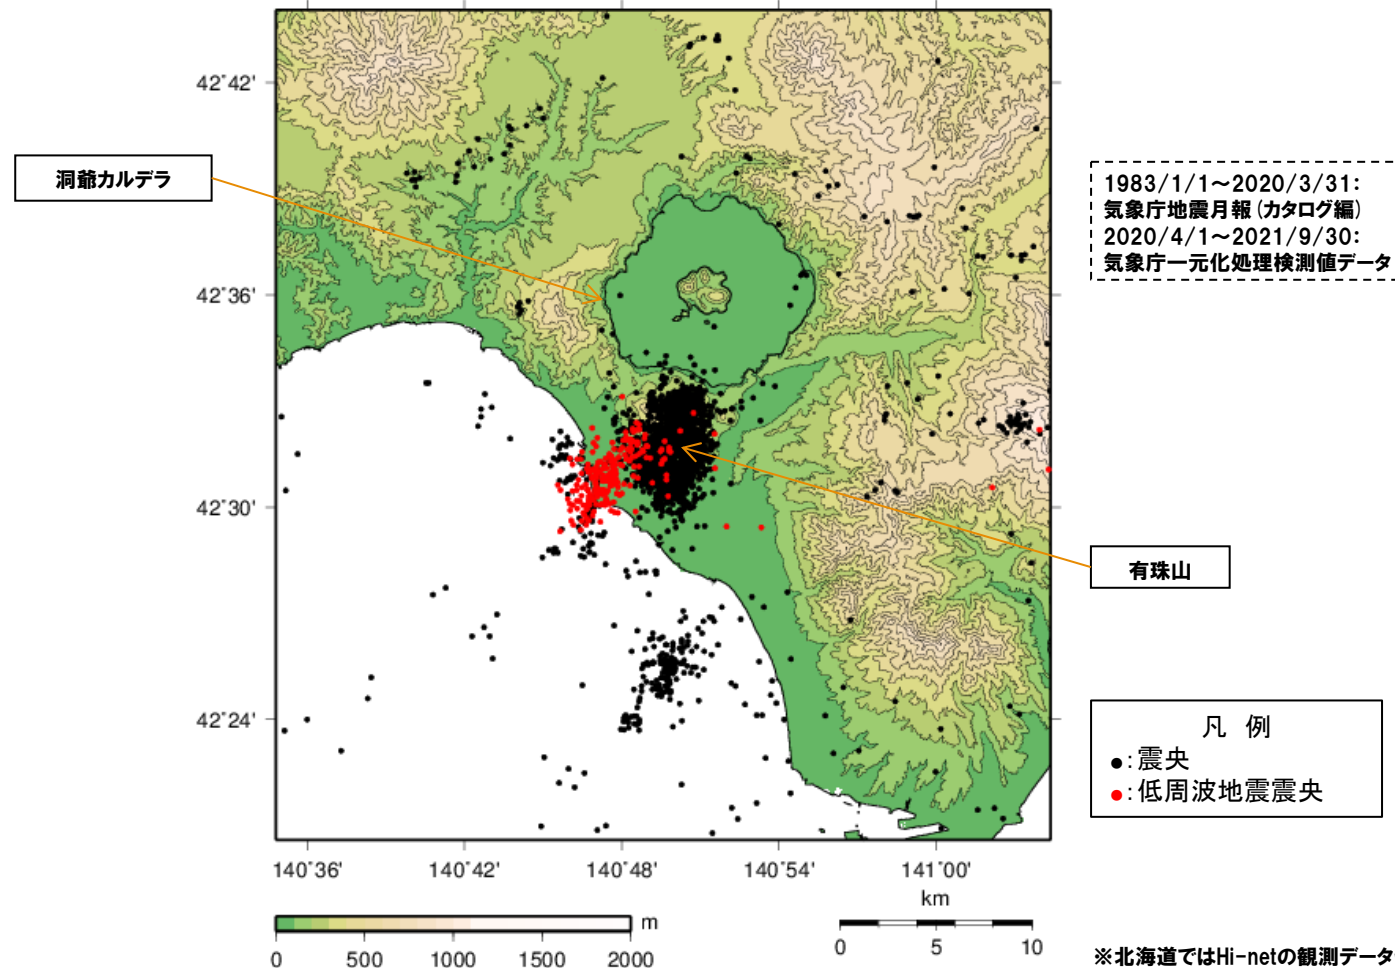 42°42'
洞爺カルデラ
1983/1/1～2020/3/31：
気象庁地震月報（カタログ編）
2020/4/1～2021/9/30：
気象庁一元化処理検測値データ
42°36'
42°30'
有珠山
42°24'
凡 例
●：震央
●：低周波地震震央
140°36' 140°42' 140°48' 140°54' 141°00'
km
m
0 5 10
0 500 1000 1500 2000
※北海道ではHi-netの観測データ